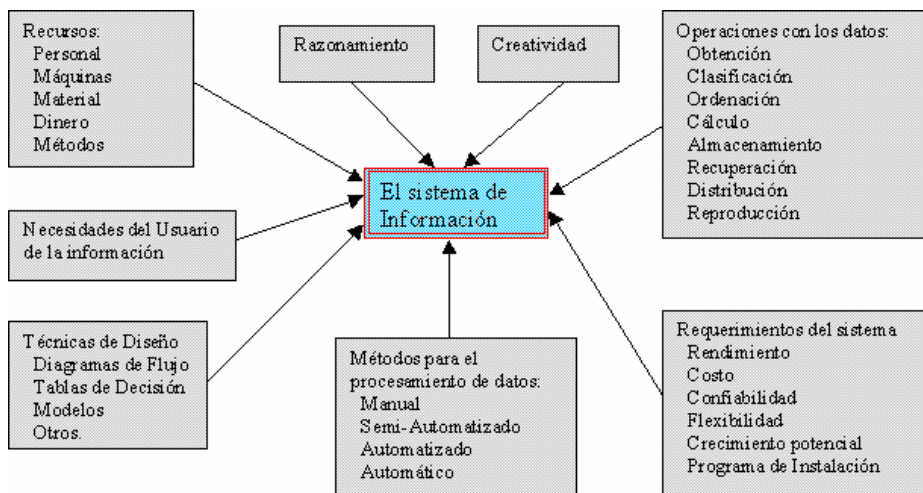 Recursos:
Personal
Máquinas
Material
Dinero
Métodos
Razonamiento
Creatividad
Operaciones con los datos:
Obtención
Clasificación
Ordenación
Cálculo
Almacenamiento
Recuperación
Distribución
Reproducción
El sistema de
Información
Necesidades del Usuario
de la información
Técnicas de Diseño
Diagramas de Flujo
Tablas de Decisión
Modelos
Otros.
Métodos para el
procesamiento de datos:
Manual
Semi-Automatizado
Automatizado
Automático
Requerimientos del sistema
Rendimiento
Costo
Confiabilidad
Flexibilidad
Crecimiento potencial
Programa de Instalación